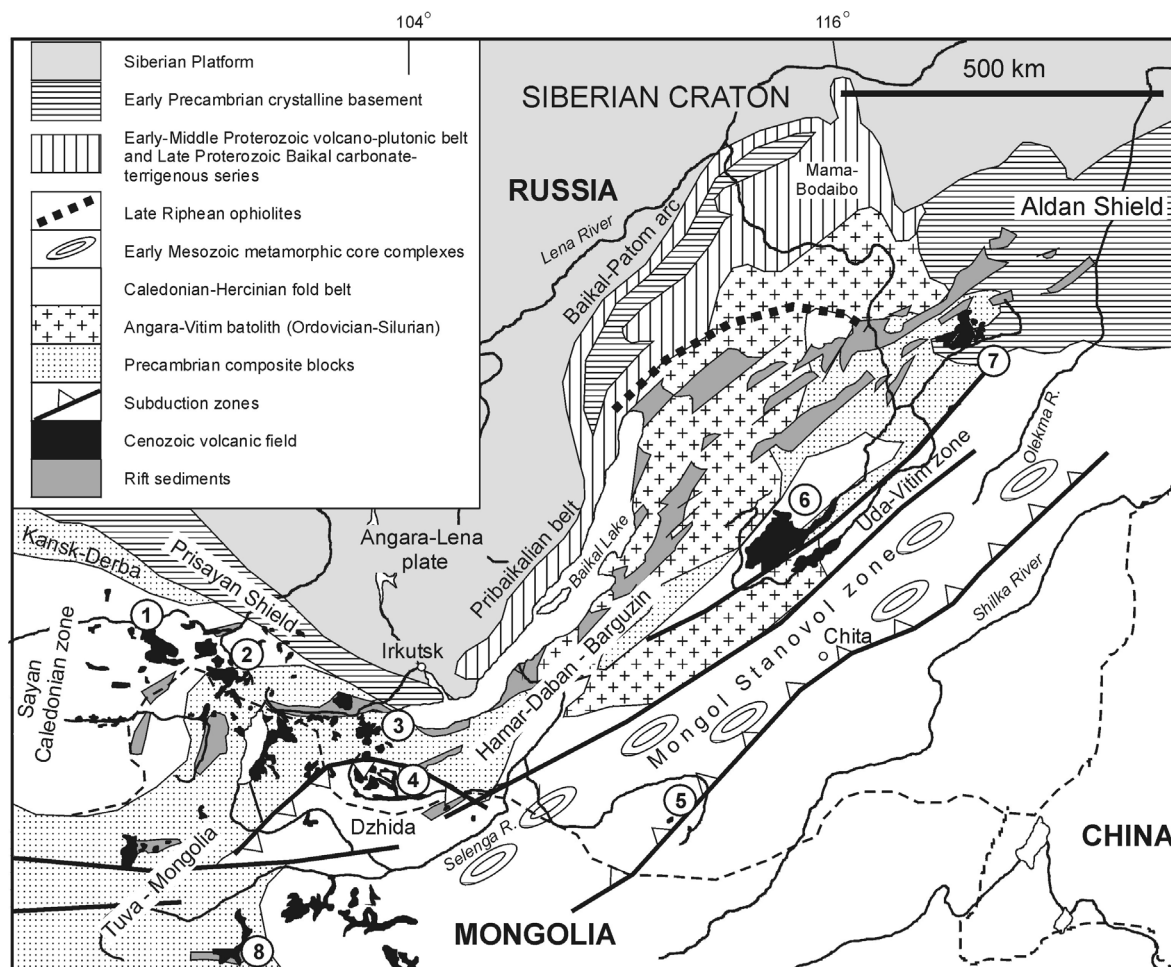 104°
116°
Siberian Platform
Early Precambrian crystalline basement
Early-Middle Proterozoic volcano-plutonic belt
and Late Proterozoic Baikal carbonate-
terrigenous series
Late Riphean ophiolites
Early Mesozoic metamorphic core complexes
Caledonian-Hercinian fold belt
Angara-Vitim batolith (Ordovician-Silurian)
Precambrian composite blocks
Subduction zones
Cenozoic volcanic field
Rift sediments
500 km
SIBERIAN CRATON
RUSSIA
Mama-
Bodaibo
Aldan Shield
Lena River
Baikal-Patom arc
7
Olekma R.
6
Uda-Vitim zone
Angara-Lena
plate
Pribaikalian belt
Baikal Lake
Kansk-Derba
Prisayan Shield
1
2
Sayan
Caledonian zone
Irkutsk
Hamar-Daban - Barguzin
Mongol Stanovol zone
Chita
Shilka River
3
4
5
Dzhida
Selenga R.
Tuva - Mongolia
CHINA
MONGOLIA
8